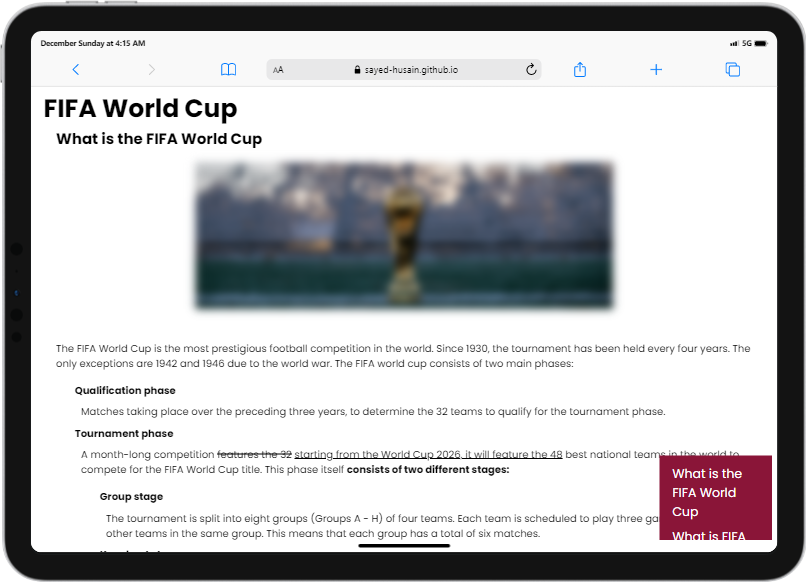 December Sunday at 4:15 AM
5G
AA
sayed-husain.github.io
FIFA World Cup
What is the FIFA World Cup
The FIFA World Cup is the most prestigious football competition in the world. Since 1930, the tournament has been held every four years. The
only exceptions are 1942 and 1946 due to the world war. The FIFA world cup consists of two main phases:
Qualification phase
Matches taking place over the preceding three years, to determine the 32 teams to qualify for the tournament phase.
Tournament phase
A month-long competition features the 32 starting from the World Cup 2026, it will feature the 48 best national teams in the world to
compete for the FIFA World Cup title. This phase itself consists of two different stages:
Group stage
The tournament is split into eight groups (Groups A - H) of four teams. Each team is scheduled to play three
other teams in the same group. This means that each group has a total of six matches.
What is the
FIFA World
Cup
What is FIFA